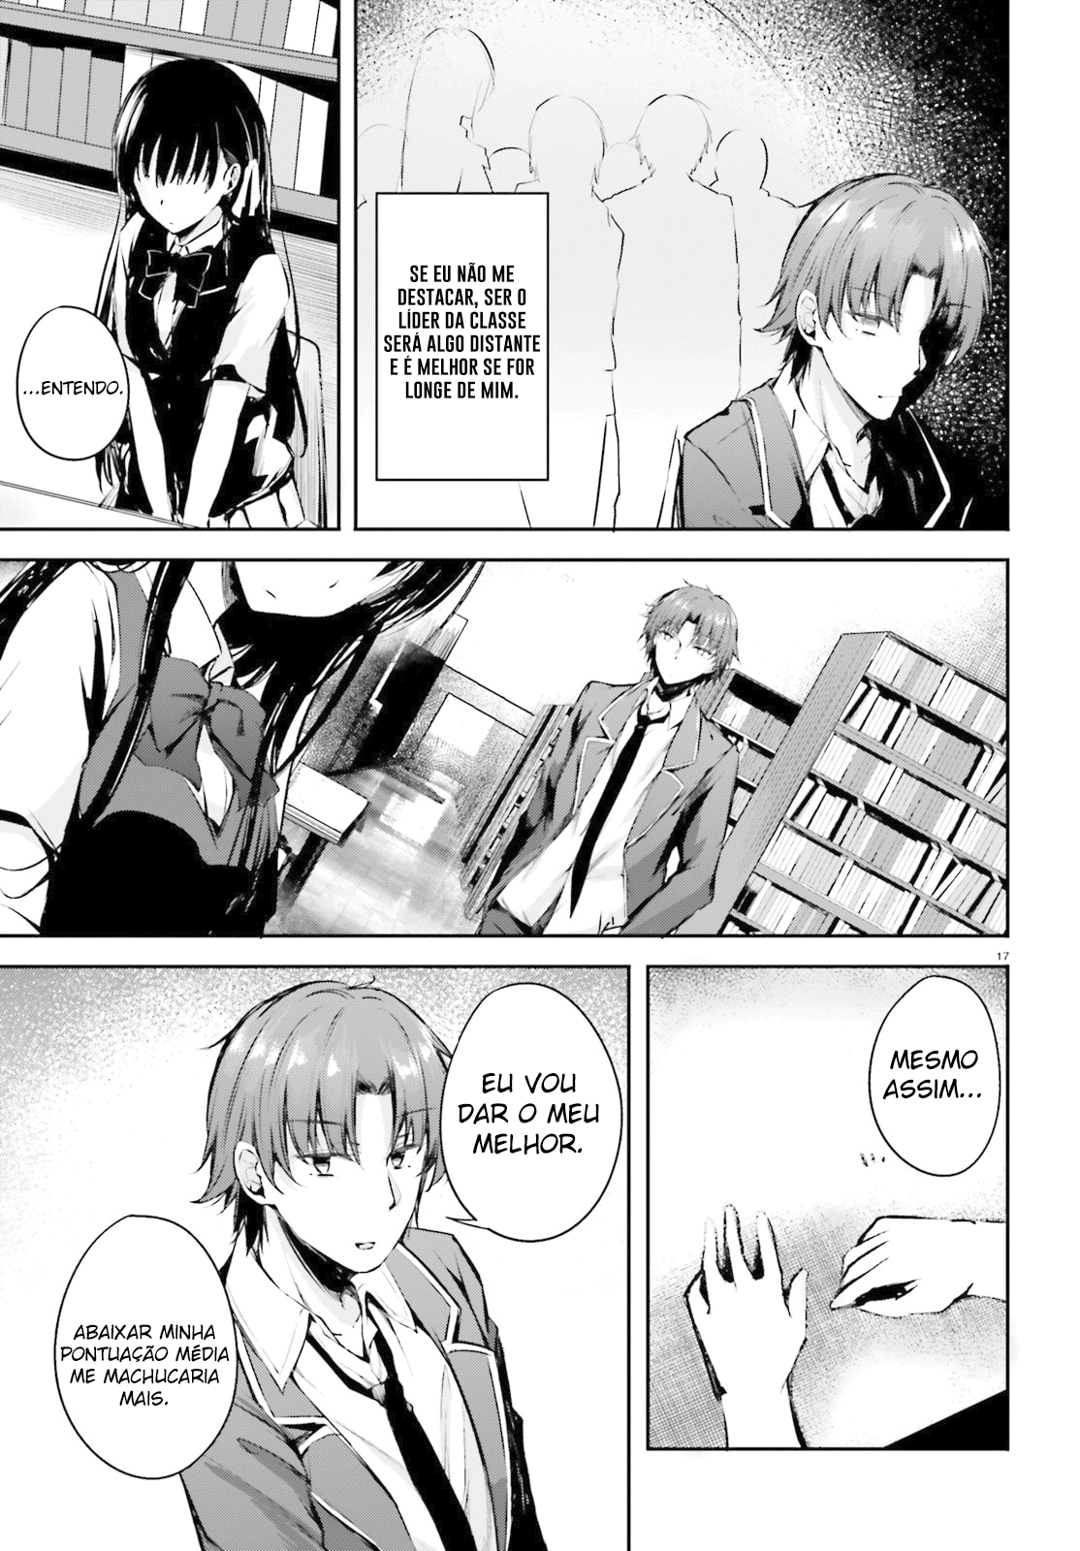 SE EU NÃO ME
DESTACAR, SER O
LÍDER DA CLASSE
SERÁ ALGO DISTANTE
E É MELHOR SE FOR
LONGE DE MIM.
...ENTENDO.
17
MESMO
ASSIM...
EU VOU
DAR O MEU
MELHOR.
ABAIXAR MINHA
PONTUAÇÃO MÉDIA
ME MACHUCARIA
MAIS.